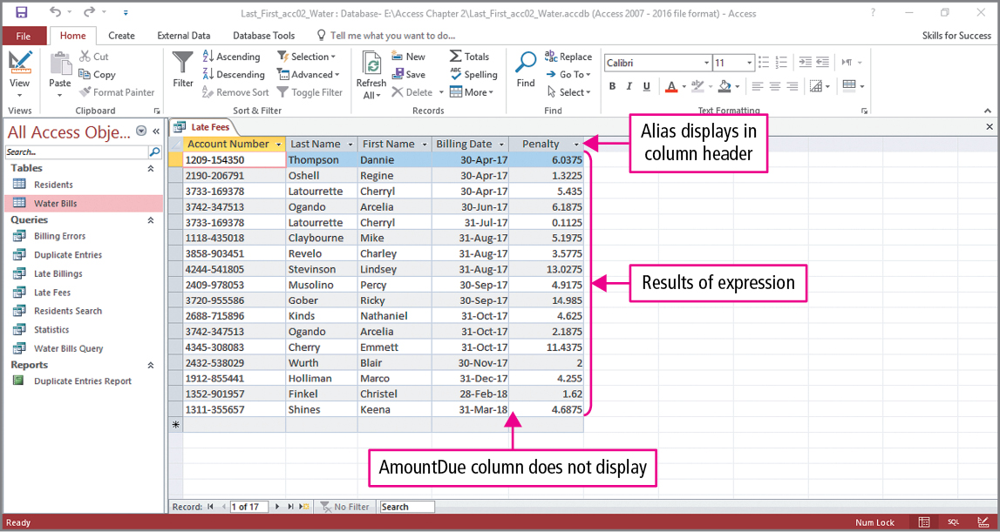 Last_First_acc02_Water : Database- E:\Access Chapter 2\Last_First_acc02_Water.accdb (Access 2007 - 2016 file format) - Access ?
File Home Create External Data Database Tools Tell me what you want to do... Skills for Success
View
Views
Paste
Cut
Copy
Format Painter
Clipboard
Filter
Ascending
Descending
Remove Sort
Selection
Advanced
Toggle Filter
Sort & Filter
Refresh
All
New
Save
Delete
Totals
Spelling
More
Records
Find
Replace
Go To
Select
Find
Calibri 11
B I U A
Text Formatting
All Access Obje... «
Search...
Tables
Residents
Water Bills
Queries
Billing Errors
Duplicate Entries
Late Billings
Late Fees
Residents Search
Statistics
Water Bills Query
Reports
Duplicate Entries Report
Late Fees
Account Number Last Name First Name Billing Date Penalty
1209-154350 Thompson Dannie 30-Apr-17 6.0375
2190-206791 Oshell Regine 30-Apr-17 1.3225
3733-169378 Latourrette Cherryl 30-Apr-17 5.435
3742-347513 Ogando Arcelia 30-Jun-17 6.1875
3733-169378 Latourrette Cherryl 31-Jul-17 0.1125
1118-435018 Claybourne Mike 31-Aug-17 5.1975
3858-903451 Revelo Charley 31-Aug-17 3.5775
4244-541805 Stevinson Lindsey 31-Aug-17 13.0275
2409-978053 Musolino Percy 30-Sep-17 4.9175
3720-955586 Gober Ricky 30-Sep-17 14.985
2688-715896 Kinds Nathaniel 31-Oct-17 4.625
3742-347513 Ogando Arcelia 31-Oct-17 2.1875
4345-308083 Cherry Emmett 31-Oct-17 11.4375
2432-538029 Wurth Blair 30-Nov-17 2
1912-855441 Holliman Marco 31-Dec-17 4.255
1352-901957 Finkel Christel 28-Feb-18 1.62
1311-355657 Shines Keena 31-Mar-18 4.6875
*
Alias displays in
column header
Results of expression
AmountDue column does not display
Record: 1 of 17 No Filter Search
Ready Num Lock SQL